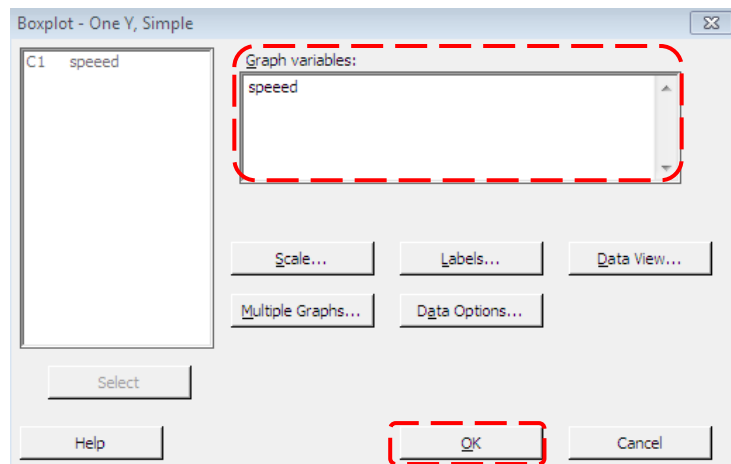 Boxplot - One Y, Simple
C1 speeed
Graph variables:
speeed
Scale...
Labels...
Data View...
Multiple Graphs...
Data Options...
Select
Help
OK
Cancel